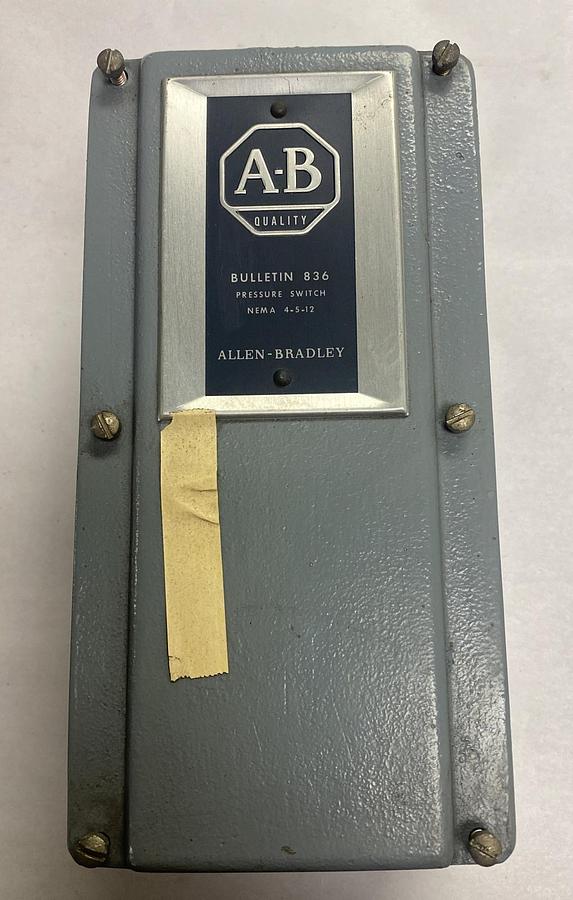 A-B
QUALITY
BULLETIN 836
PRESSURE SWITCH
NEMA 4-5-12
ALLEN-BRADLEY